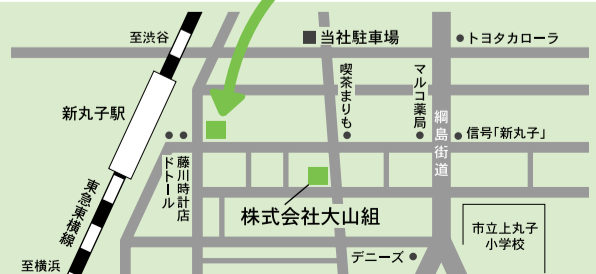 至渋谷
当社駐車場
トヨタカローラ
新丸子駅
喫茶まりも
マルコ薬局
綱島街道
信号「新丸子」
藤川時計店
ドトール
東急東横線
株式会社大山組
市立上丸子
小学校
至横浜
デニーズ